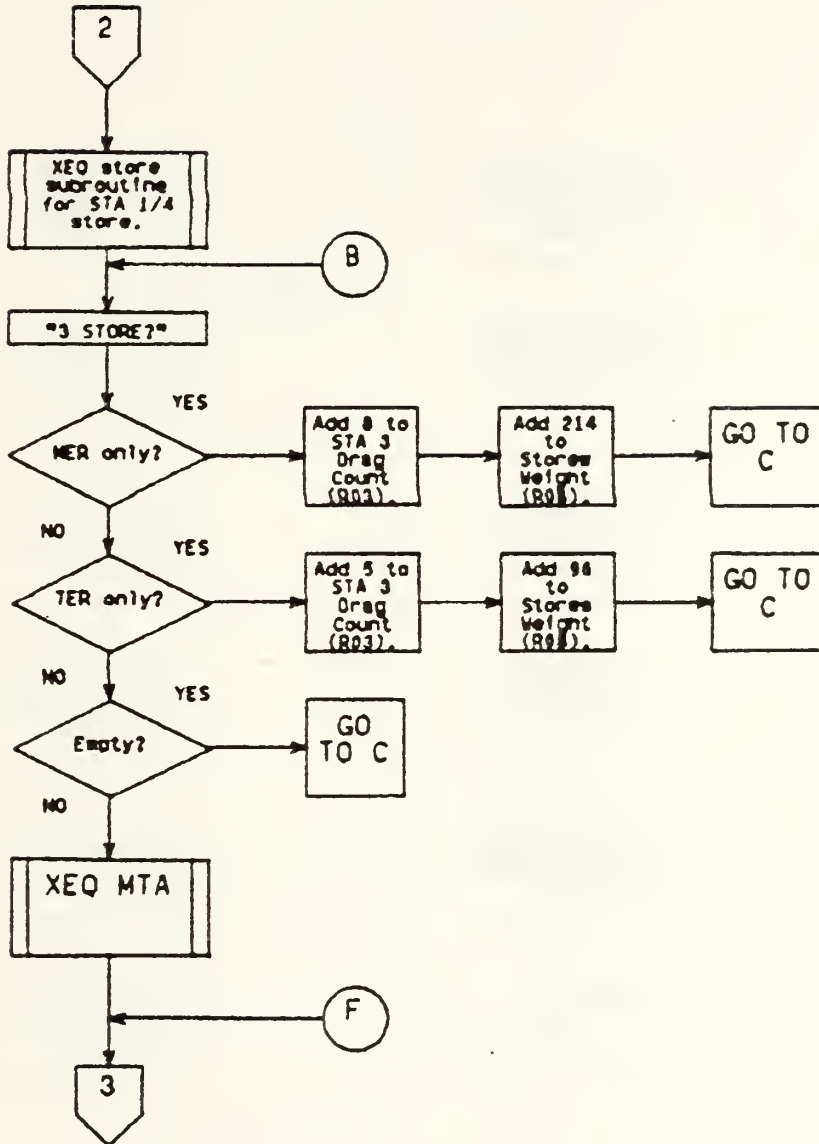 2
XEQ store
subroutine
for STA 1/4
store.
B
"3 STORE?"
YES
MER only?
Add 8 to
STA 3
Drag
Count
(R03).
Add 214
to
Stores
Weight
GO TO
C
NO
YES
TER only?
Add 5 to
STA 3
Drag
Count
(R03).
Add 96
to
Stores
Weight
GO TO
C
NO
YES
Empty?
GO
TO C
NO
XEQ MTA
F
3